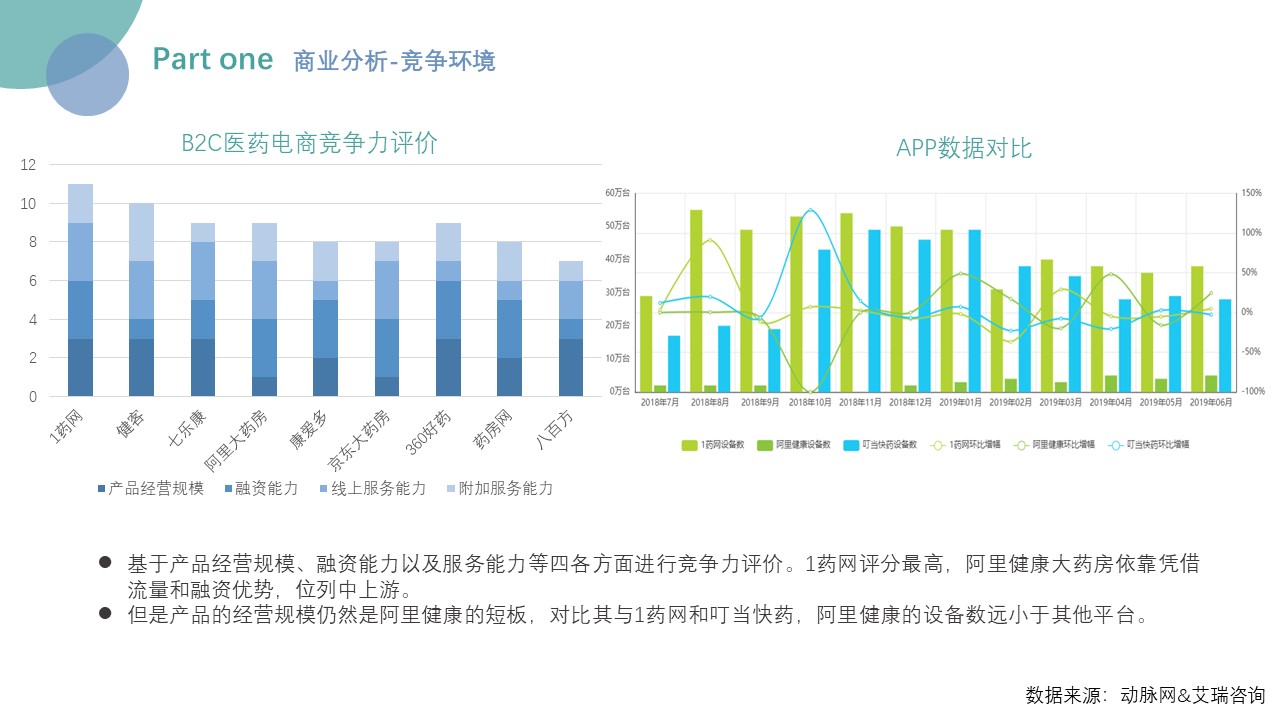 Part one 商业分析-竞争环境
B2C医药电商竞争力评价
12
10
8
6
4
2
0
1药网
健客
七乐康
阿里大药房
康爱多
京东大药房
360好药
药房网
八百方
产品经营规模 融资能力 线上服务能力 附加服务能力
APP数据对比
60万台
50万台
40万台
30万台
20万台
10万台
0万台
150%
100%
50%
0%
-50%
-100%
2018年7月 2018年8月 2018年9月 2018年10月 2018年11月 2018年12月 2019年01月 2019年02月 2019年03月 2019年04月 2019年05月 2019年06月
1药网设备数 阿里健康设备数 叮当快药设备数 1药网环比增幅 阿里健康环比增幅 叮当快药环比增幅
● 基于产品经营规模、融资能力以及服务能力等四各方面进行竞争力评价。1药网评分最高，阿里健康大药房依靠凭借
流量和融资优势，位列中上游。
● 但是产品的经营规模仍然是阿里健康的短板，对比其与1药网和叮当快药，阿里健康的设备数远小于其他平台。
数据来源：动脉网&艾瑞咨询